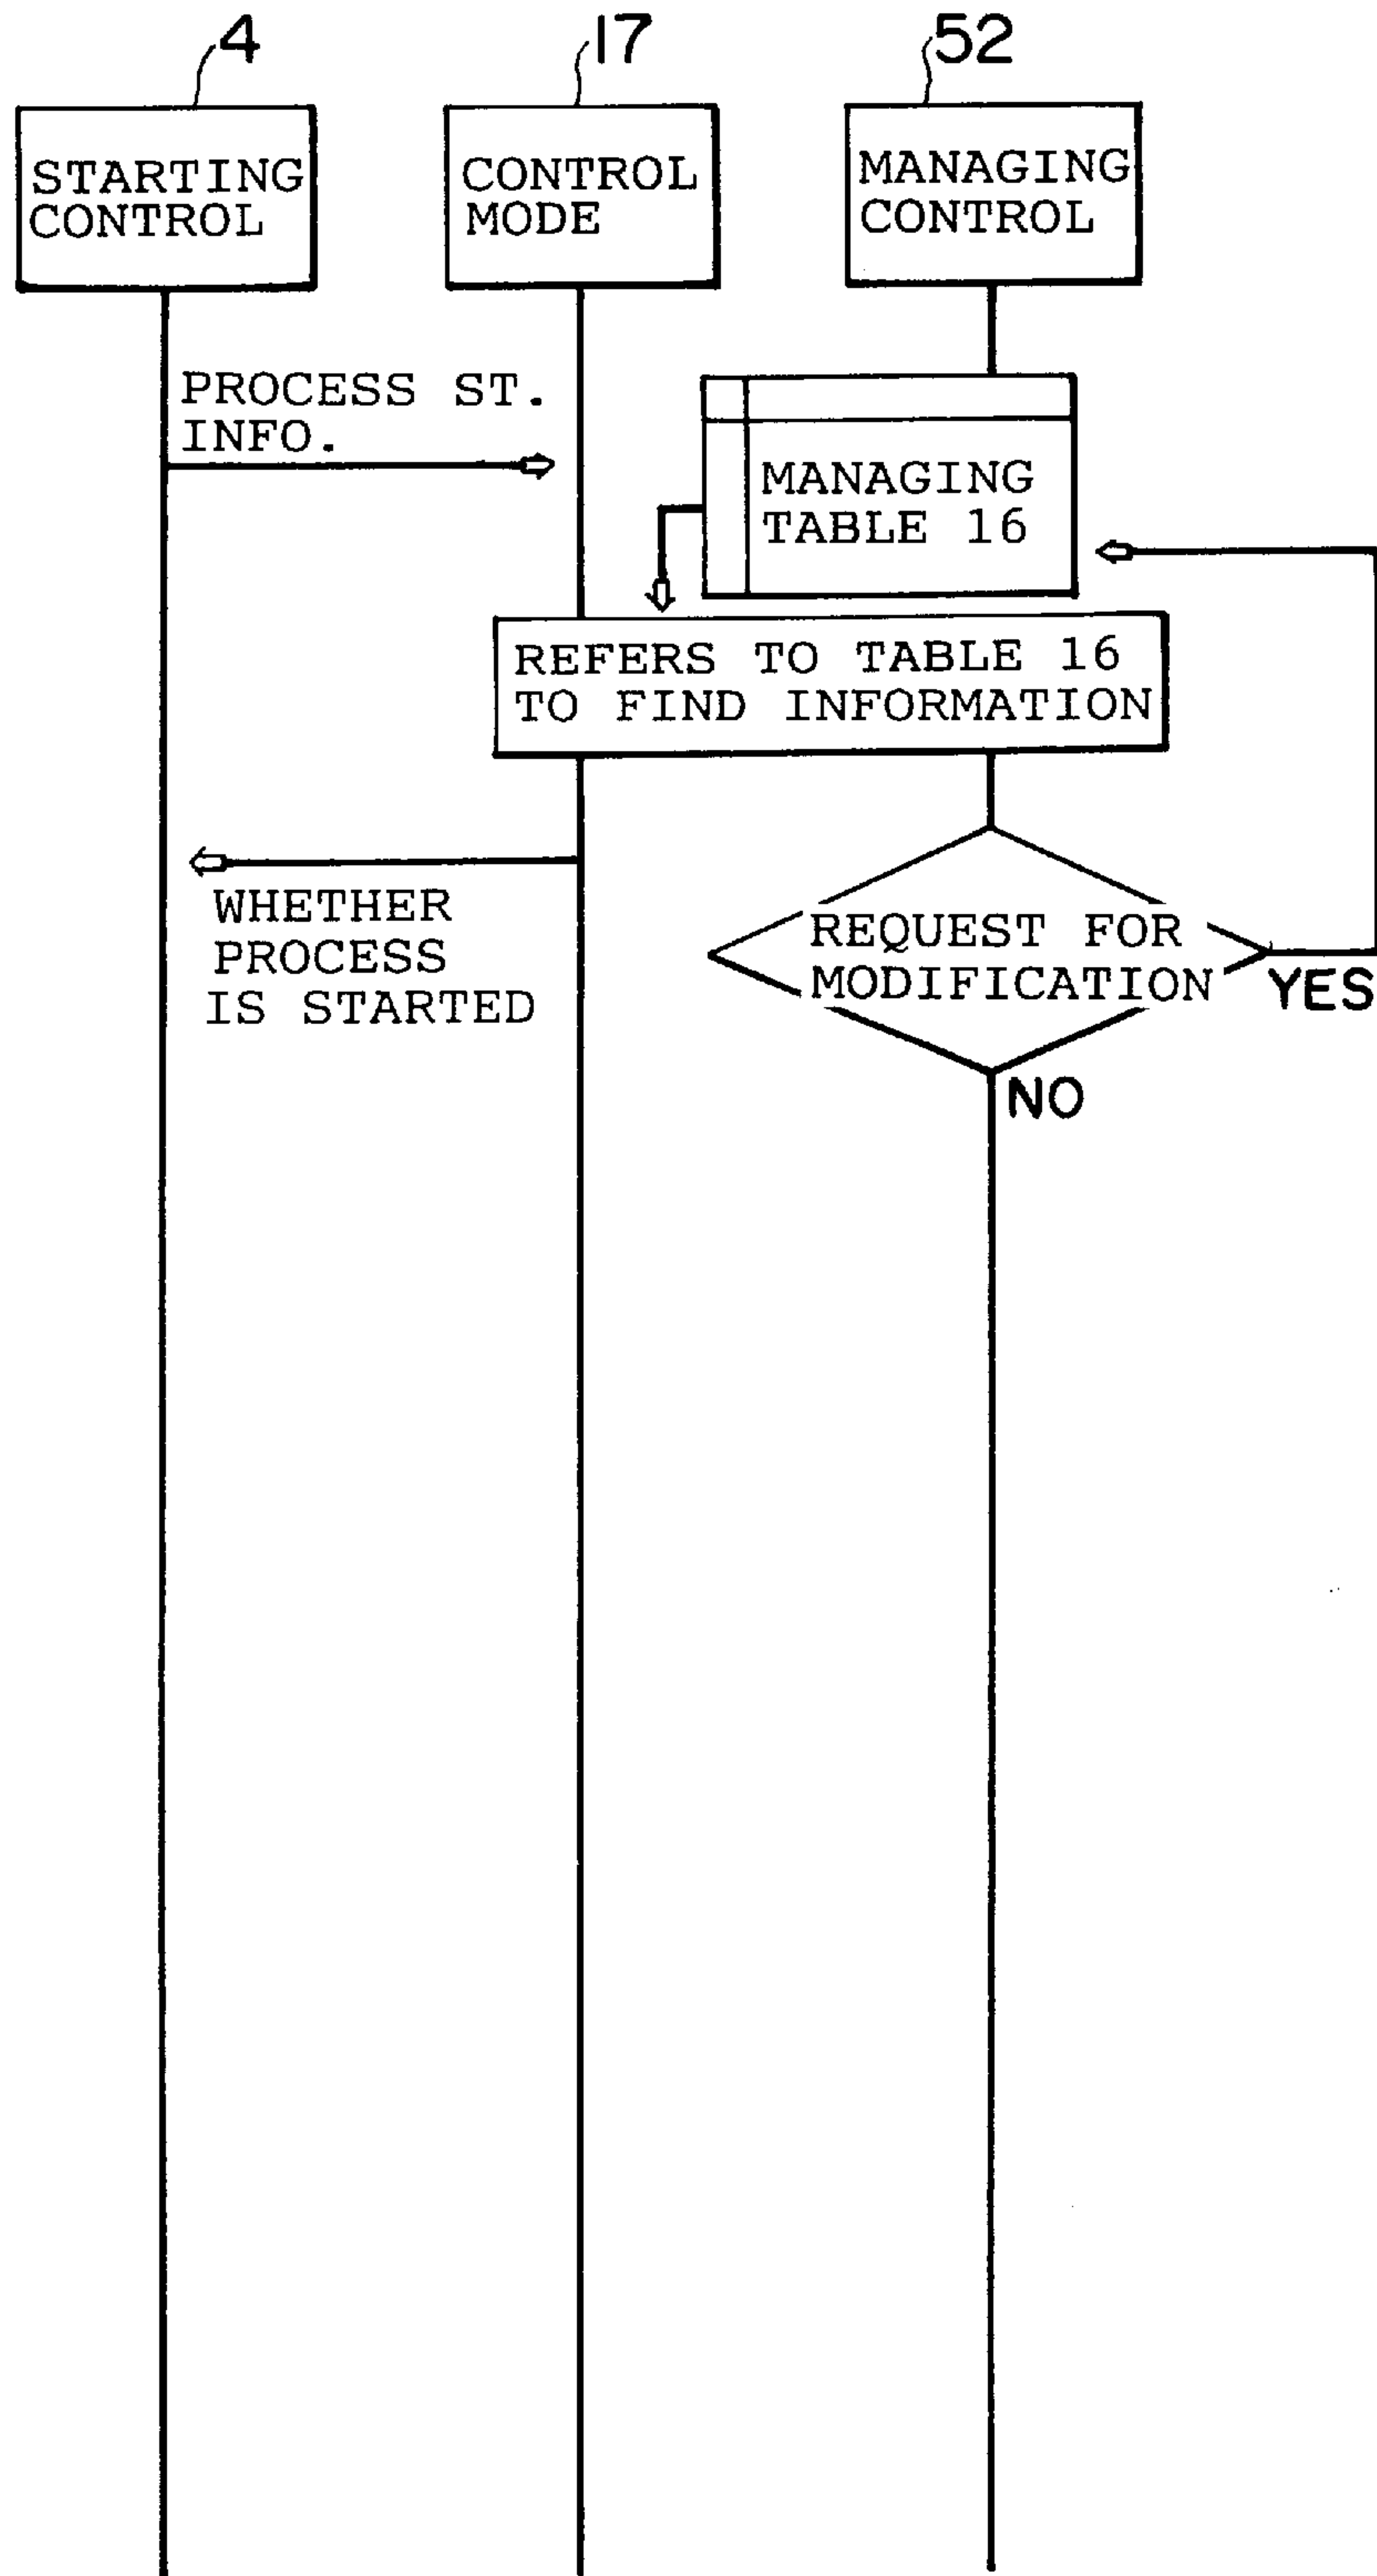 4
17
52
STARTING
CONTROL
CONTROL
MODE
MANAGING
CONTROL
PROCESS ST.
INFO.
MANAGING
TABLE 16
REFERS TO TABLE 16
TO FIND INFORMATION
WHETHER
PROCESS
IS STARTED
REQUEST FOR
MODIFICATION
YES
NO